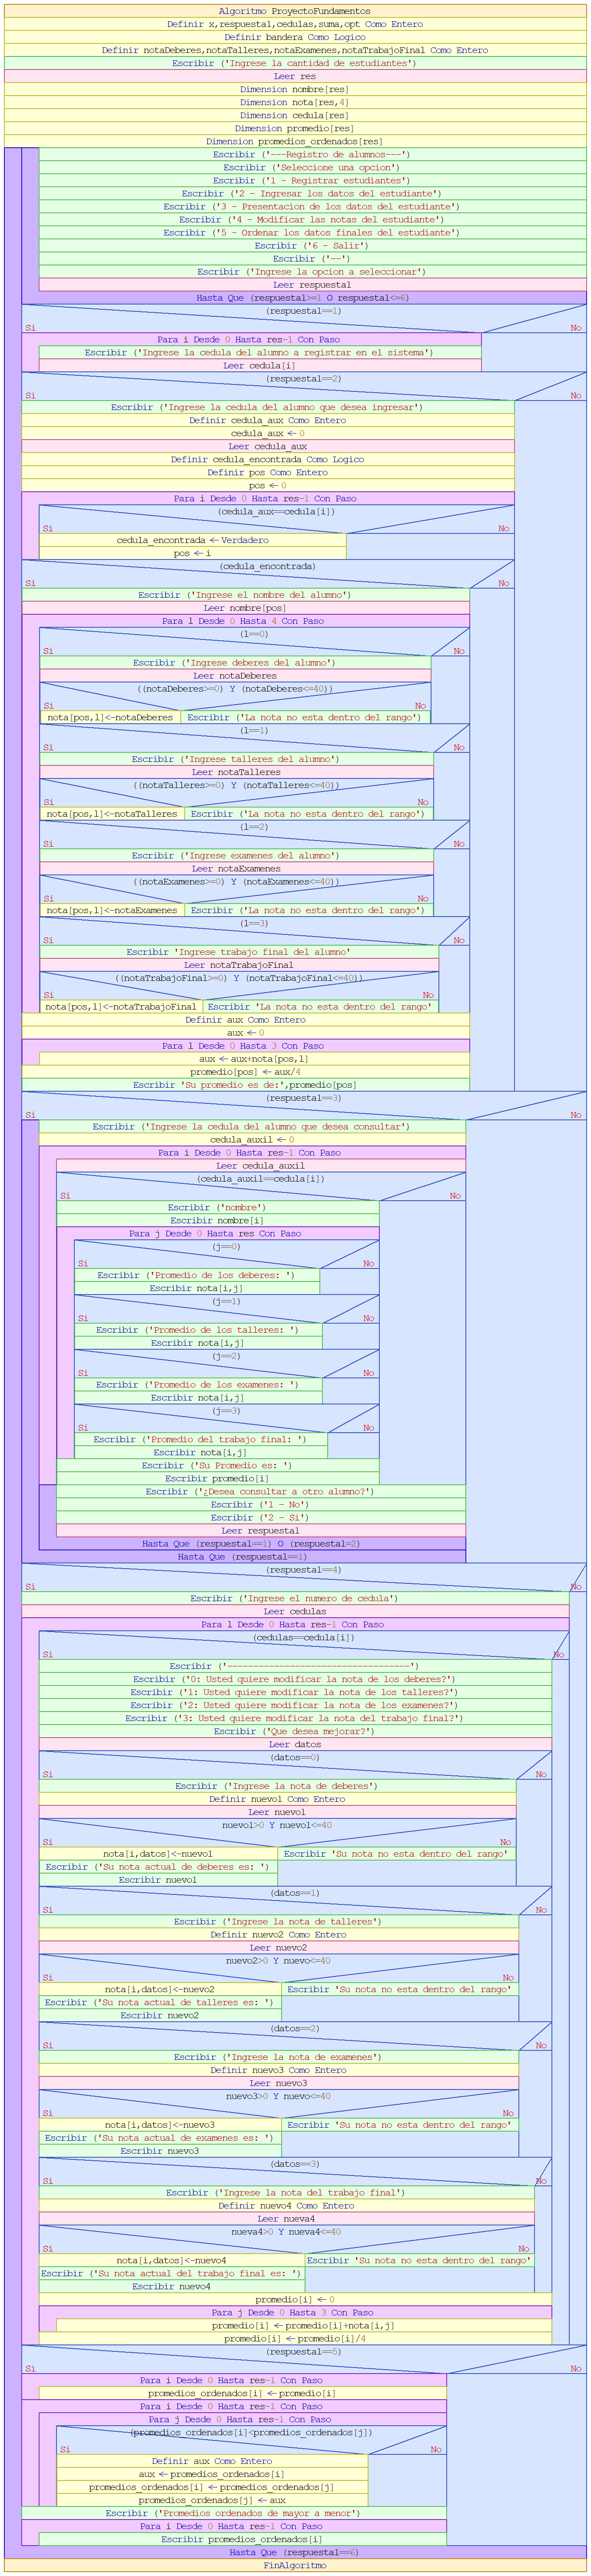 Algoritmo ProyectoFundamentos
Definir x,respuestal,cedulas,suma,opt Como Entero
Definir bandera Como Logico
Definir notaDeberes,notaTalleres,notaExamenes,notaTrabajoFinal Como Entero
Escribir ('Ingrese la cantidad de estudiantes')
Leer res
Dimension nombre[res]
Dimension nota[res,4]
Dimension cedula[res]
Dimension promedio[res]
Dimension promedios_ordenados[res]
Escribir ('---Registro de alumnos---')
Escribir ('Seleccione una opcion')
Escribir ('1 - Registrar estudiantes')
Escribir ('2 - Ingresar los datos del estudiante')
Escribir ('3 - Presentacion de los datos del estudiante')
Escribir ('4 - Modificar las notas del estudiante')
Escribir ('5 - Ordenar los datos finales del estudiante')
Escribir ('6 - Salir')
Escribir ('--')
Escribir ('Ingrese la opcion a seleccionar')
Leer respuestal
Hasta Que (respuestal>=1 O respuestal<=6)
(respuestal==1)
Si No
Para i Desde 0 Hasta res-1 Con Paso
Escribir ('Ingrese la cedula del alumno a registrar en el sistema')
Leer cedula[i]
(respuestal==2)
Si No
Escribir ('Ingrese la cedula del alumno que desea ingresar')
Definir cedula_aux Como Entero
cedula_aux ← 0
Leer cedula_aux
Definir cedula_encontrada Como Logico
Definir pos Como Entero
pos ← 0
Para i Desde 0 Hasta res-1 Con Paso
(cedula_aux==cedula[i])
Si No
cedula_encontrada ← Verdadero
pos ← i
(cedula_encontrada)
Si No
Escribir ('Ingrese el nombre del alumno')
Leer nombre[pos]
Para l Desde 0 Hasta 4 Con Paso
(l==0)
Si No
Escribir ('Ingrese deberes del alumno')
Leer notaDeberes
((notaDeberes>=0) Y (notaDeberes<=40))
Si No
nota[pos,l]<-notaDeberes Escribir ('La nota no esta dentro del rango')
(l==1)
Si No
Escribir ('Ingrese talleres del alumno')
Leer notaTalleres
((notaTalleres>=0) Y (notaTalleres<=40))
Si No
nota[pos,l]<-notaTalleres Escribir ('La nota no esta dentro del rango')
(l==2)
Si No
Escribir ('Ingrese examenes del alumno')
Leer notaExamenes
((notaExamenes>=0) Y (notaExamenes<=40))
Si No
nota[pos,l]<-notaExamenes Escribir ('La nota no esta dentro del rango')
(l==3)
Si No
Escribir 'Ingrese trabajo final del alumno'
Leer notaTrabajoFinal
((notaTrabajoFinal>=0) Y (notaTrabajoFinal<=40))
Si No
nota[pos,l]<-notaTrabajoFinal Escribir 'La nota no esta dentro del rango'
Definir aux Como Entero
aux ← 0
Para l Desde 0 Hasta 3 Con Paso
aux ← aux+nota[pos,l]
promedio[pos] ← aux/4
Escribir 'Su promedio es de:',promedio[pos]
(respuestal==3)
Si No
Escribir ('Ingrese la cedula del alumno que desea consultar')
cedula_auxil ← 0
Para i Desde 0 Hasta res-1 Con Paso
Leer cedula_auxil
(cedula_auxil==cedula[i])
Si No
Escribir ('nombre')
Escribir nombre[i]
Para j Desde 0 Hasta res Con Paso
(j==0)
Si No
Escribir ('Promedio de los deberes: ')
Escribir nota[i,j]
(j==1)
Si No
Escribir ('Promedio de los talleres: ')
Escribir nota[i,j]
(j==2)
Si No
Escribir ('Promedio de los examenes: ')
Escribir nota[i,j]
(j==3)
Si No
Escribir ('Promedio del trabajo final: ')
Escribir nota[i,j]
Escribir ('Su Promedio es: ')
Escribir promedio[i]
Escribir ('¿Desea consultar a otro alumno?')
Escribir ('1 - No')
Escribir ('2 - Si')
Leer respuestal
Hasta Que (respuestal==1) O (respuestal=2)
Hasta Que (respuestal==1)
(respuestal==4)
Si No
Escribir ('Ingrese el numero de cedula')
Leer cedulas
Para l Desde 0 Hasta res-1 Con Paso
(cedulas==cedula[i])
Si No
Escribir ('-----------------------------------')
Escribir ('0: Usted quiere modificar la nota de los deberes?')
Escribir ('1: Usted quiere modificar la nota de los talleres?')
Escribir ('2: Usted quiere modificar la nota de los examenes?')
Escribir ('3: Usted quiere modificar la nota del trabajo final?')
Escribir ('Que desea mejorar?')
Leer datos
(datos==0)
Si No
Escribir ('Ingrese la nota de deberes')
Definir nuevol Como Entero
Leer nuevol
nuevol>0 Y nuevol<=40
Si No
nota[i,datos]<-nuevol Escribir 'Su nota no esta dentro del rango'
Escribir ('Su nota actual de deberes es: ')
Escribir nuevol
(datos==1)
Si No
Escribir ('Ingrese la nota de talleres')
Definir nuevo2 Como Entero
Leer nuevo2
nuevo2>0 Y nuevo<=40
Si No
nota[i,datos]<-nuevo2 Escribir 'Su nota no esta dentro del rango'
Escribir ('Su nota actual de talleres es: ')
Escribir nuevo2
(datos==2)
Si No
Escribir ('Ingrese la nota de examenes')
Definir nuevo3 Como Entero
Leer nuevo3
nuevo3>0 Y nuevo<=40
Si No
nota[i,datos]<-nuevo3 Escribir 'Su nota no esta dentro del rango'
Escribir ('Su nota actual de examenes es: ')
Escribir nuevo3
(datos==3)
Si No
Escribir ('Ingrese la nota del trabajo final')
Definir nuevo4 Como Entero
Leer nueva4
nueva4>0 Y nueva4<=40
Si No
nota[i,datos]<-nuevo4 Escribir 'Su nota no esta dentro del rango'
Escribir ('Su nota actual del trabajo final es: ')
Escribir nuevo4
promedio[i] ← 0
Para j Desde 0 Hasta 3 Con Paso
promedio[i] ← promedio[i]+nota[i,j]
promedio[i] ← promedio[i]/4
(respuestal==5)
Si No
Para i Desde 0 Hasta res-1 Con Paso
promedios_ordenados[i] ← promedio[i]
Para i Desde 0 Hasta res-1 Con Paso
Para j Desde 0 Hasta res-1 Con Paso
(promedios_ordenados[i]<promedios_ordenados[j])
Si No
Definir aux Como Entero
aux ← promedios_ordenados[i]
promedios_ordenados[i] ← promedios_ordenados[j]
promedios_ordenados[j] ← aux
Escribir ('Promedios ordenados de mayor a menor')
Para i Desde 0 Hasta res-1 Con Paso
Escribir promedios_ordenados[i]
Hasta Que (respuestal==6)
FinAlgoritmo